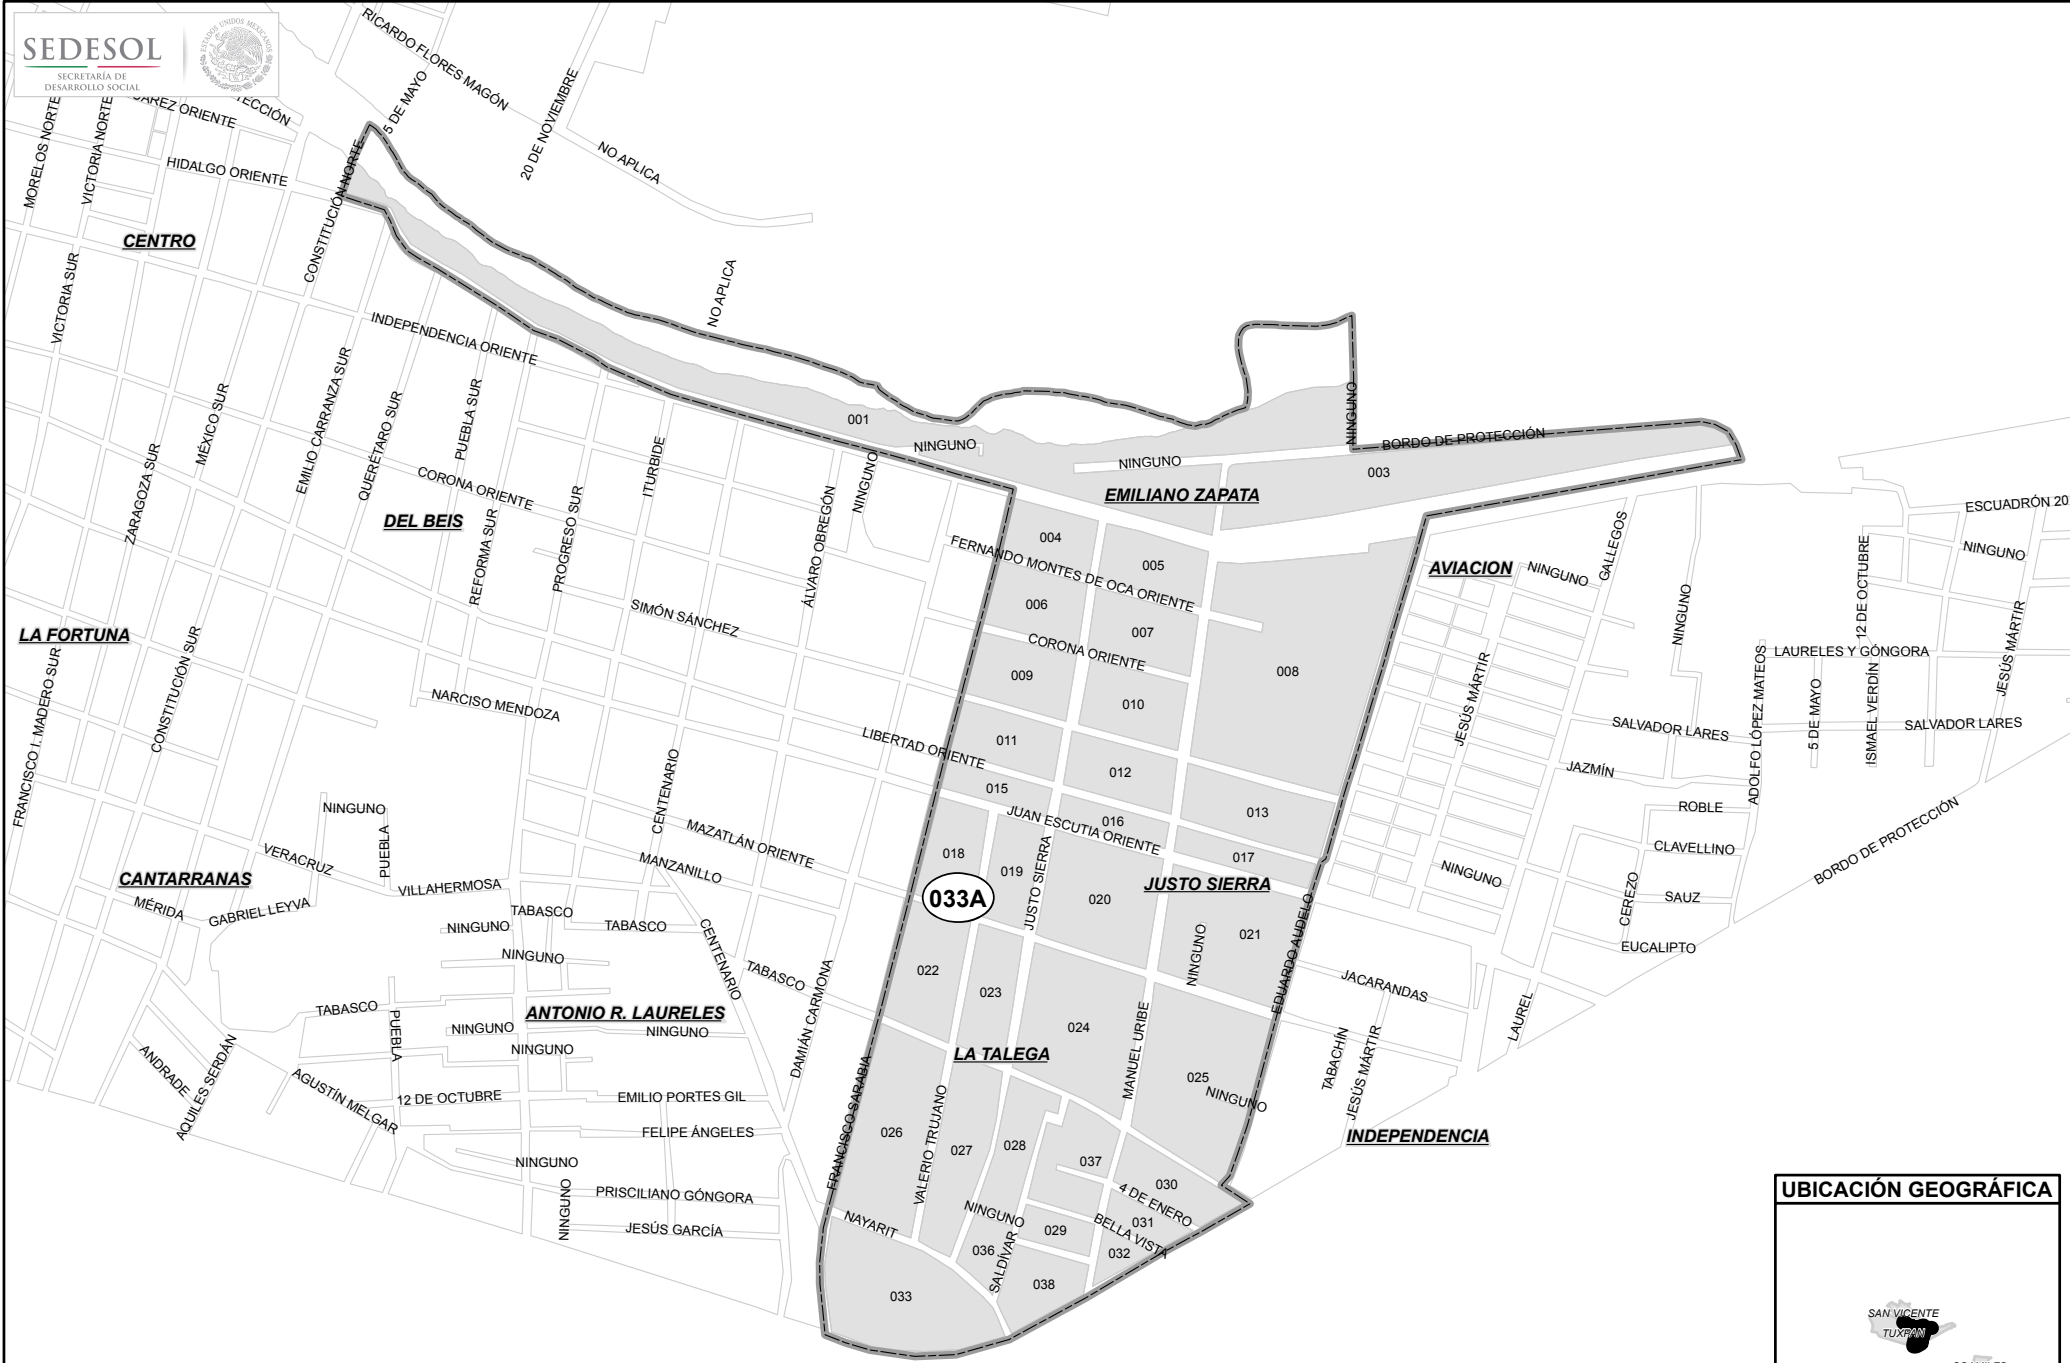 SEDESOL
SECRETARÍA DE
DESARROLLO SOCIAL
ESTADOS UNIDOS MEXICANOS
RICARDO FLORES MAGÓN
5 DE MAYO
20 DE NOVIEMBRE
NO APLICA
NO APLICA
MORELOS NORTE
VICTORIA NORTE
ORIENTE
HIDALGO ORIENTE
CONSTITUCIÓN NORTE
CENTRO
VICTORIA SUR
INDEPENDENCIA ORIENTE
MÉXICO SUR
EMILIO CARRANZA SUR
QUERÉTARO SUR
PUEBLA SUR
ZARAGOZA SUR
CORONA ORIENTE
DEL BEIS
REFORMA SUR
PROGRESO SUR
ITURBIDE
ÁLVARO OBREGÓN
NINGUNO
001
NINGUNO
NINGUNO
NINGUNO
BORDO DE PROTECCIÓN
003
EMILIANO ZAPATA
004
005
FERNANDO MONTES DE OCA ORIENTE
006
007
CORONA ORIENTE
008
009
010
011
012
013
LIBERTAD ORIENTE
015
016
JUAN ESCUTIA ORIENTE
017
018
019
JUSTO SIERRA
020
JUSTO SIERRA
021
033A
022
023
024
NINGUNO
EDUARDO AUDELO
LA TALEGA
MANUEL URIBE
025
NINGUNO
026
027
028
VALERIO TRUJANO
FRANCISCO SARABIA
037
030
4 DE ENERO
031
BELLA VISTA
032
029
NINGUNO
036
SALDÍVAR
038
NAYARIT
033
AVIACION
NINGUNO
GALLEGOS
NINGUNO
JESÚS MÁRTIR
ESCUADRÓN 20
NINGUNO
12 DE OCTUBRE
LAURELES Y GÓNGORA
JESÚS MÁRTIR
ADOLFO LÓPEZ MATEOS
5 DE MAYO
ISMAEL VERDÍN
SALVADOR LARES
SALVADOR LARES
JAZMÍN
ROBLE
CLAVELLINO
SAUZ
CEREZO
EUCALIPTO
BORDO DE PROTECCIÓN
NINGUNO
JACARANDAS
LAUREL
TABACHÍN
JESÚS MÁRTIR
INDEPENDENCIA
LA FORTUNA
FRANCISCO I. MADERO SUR
CONSTITUCIÓN SUR
CONSTITUCIÓN
SIMÓN SÁNCHEZ
NARCISO MENDOZA
CENTENARIO
NINGUNO
PUEBLA
VERACRUZ
MAZATLÁN ORIENTE
MANZANILLO
CANTARRANAS
MÉRIDA
GABRIEL LEYVA
VILLAHERMOSA
TABASCO
NINGUNO
TABASCO
NINGUNO
CENTENARIO
TABASCO
DAMIÁN CARMONA
TABASCO
PUEBLA
ANTONIO R. LAURELES
NINGUNO
NINGUNO
NINGUNO
ANDRADE
AQUILES SERDÁN
AGUSTÍN MELGAR
12 DE OCTUBRE
EMILIO PORTES GIL
FELIPE ÁNGELES
NINGUNO
NINGUNO
PRISCILIANO GÓNGORA
JESÚS GARCÍA
UBICACIÓN GEOGRÁFICA
SAN VICENTE
TUXPAN